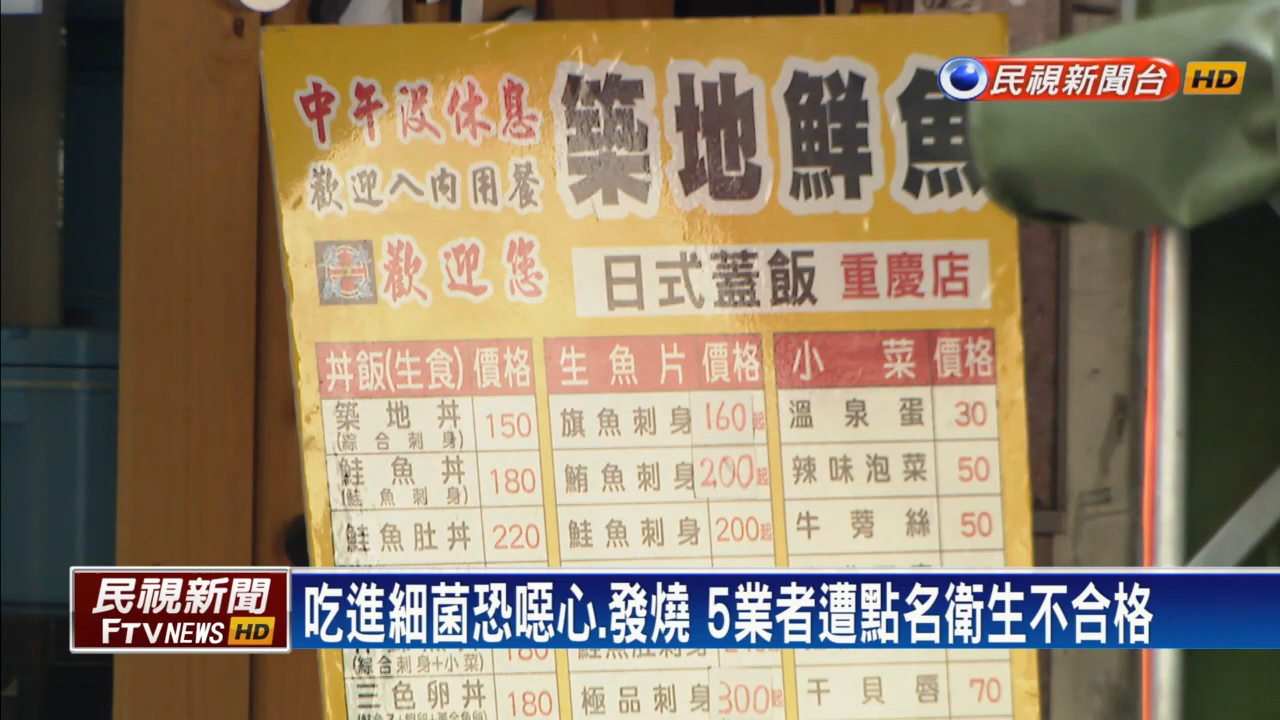 民視新聞台 HD
中午没休息
歡迎入內用餐
歡迎您
築地鮮魚
日式蓋飯 重慶店
丼飯(生食) 價格
築地丼 150
(綜合刺身)
鮭魚丼 180
(鮭魚刺身)
鮭魚肚丼 220
生魚片 價格
旗魚刺身 160起
鮪魚刺身 200起
鮭魚刺身 200起
小菜 價格
溫泉蛋 30
辣味泡菜 50
牛蒡絲 50
民視新聞
FTVNEWS HD
吃進細菌恐噁心.發燒 5業者遭點名衛生不合格
180
(綜合刺身+小菜)
三色卵丼 180
極品刺身 300起
干貝唇 70